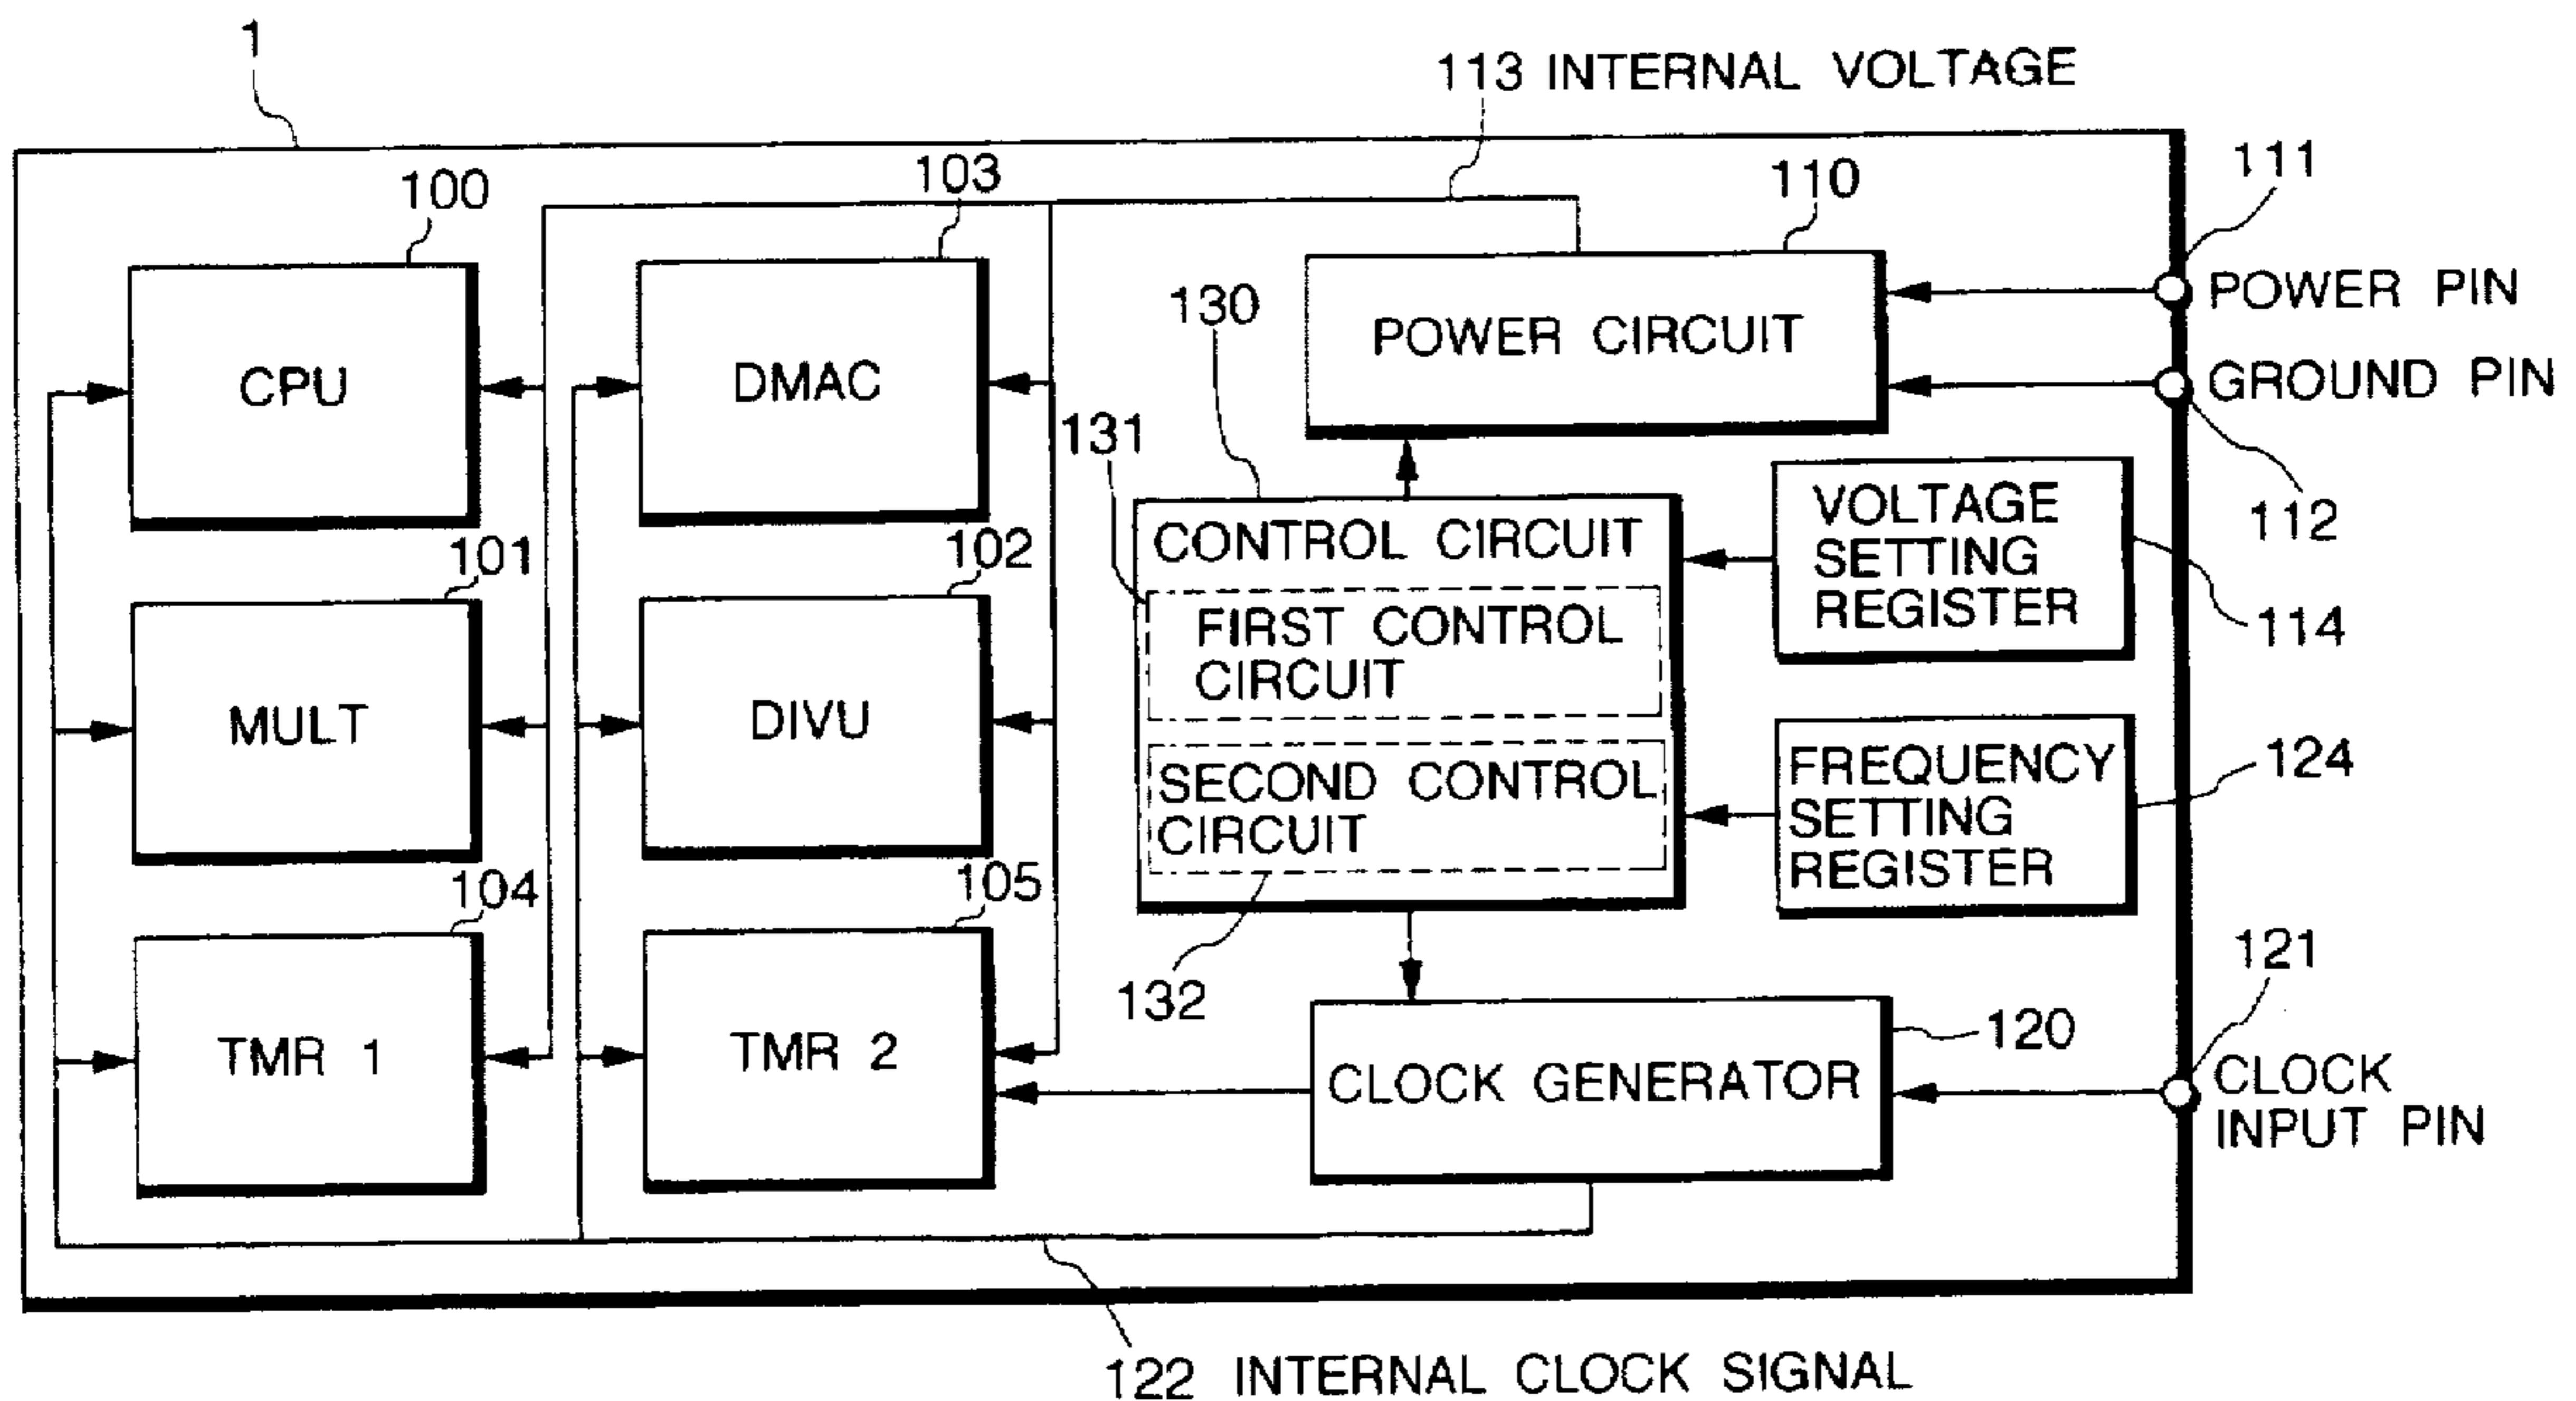 1
113 INTERNAL VOLTAGE
100
103
110
111
POWER PIN
130
POWER CIRCUIT
CPU
DMAC
GROUND PIN
131
112
CONTROL CIRCUIT
VOLTAGE
SETTING
REGISTER
114
101
102
FIRST CONTROL
CIRCUIT
MULT
DIVU
SECOND CONTROL
CIRCUIT
FREQUENCY
SETTING
REGISTER
124
104
105
132
121
120
TMR 1
TMR 2
CLOCK GENERATOR
CLOCK
INPUT PIN
122 INTERNAL CLOCK SIGNAL